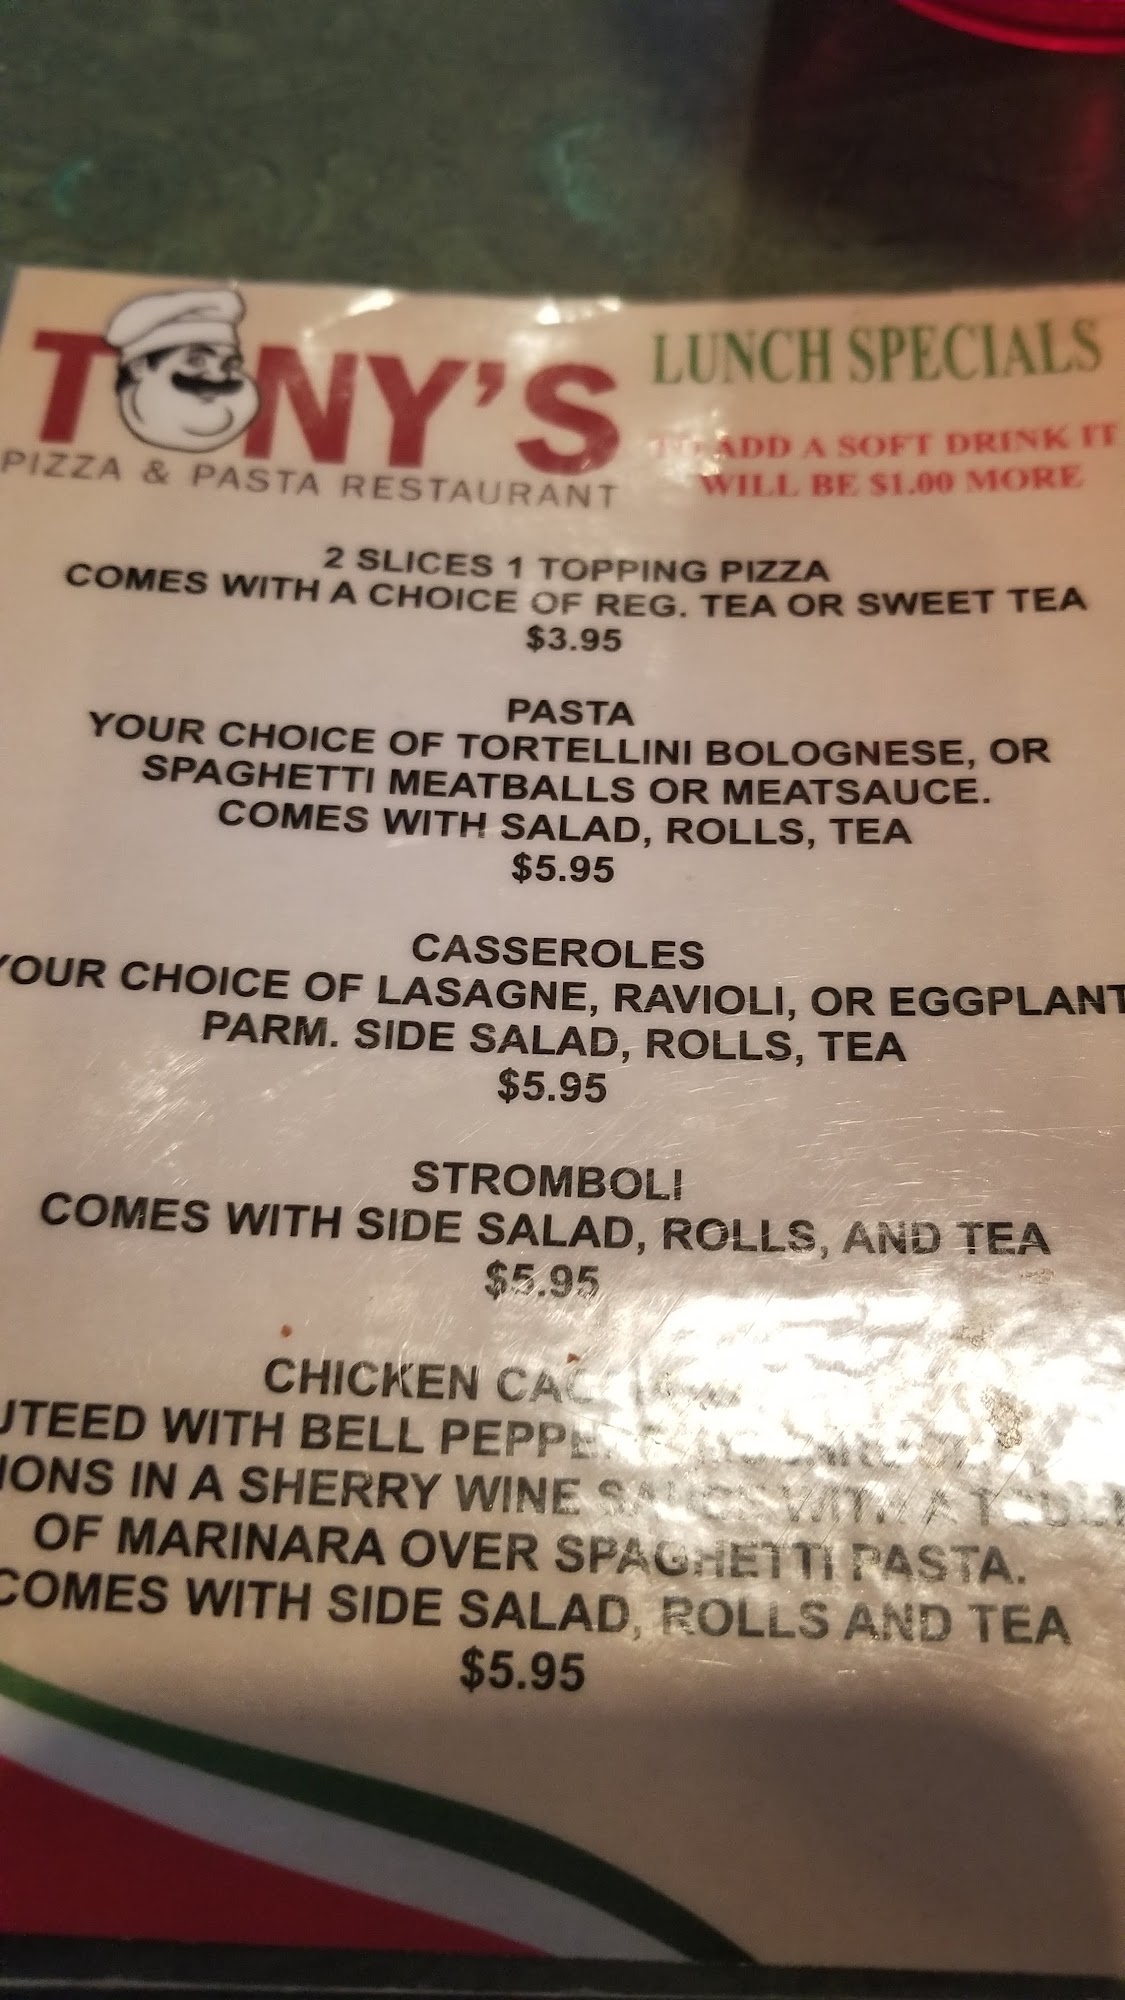 TONY'S
PIZZA & PASTA RESTAURANT
LUNCH SPECIALS
TO ADD A SOFT DRINK IT
WILL BE $1.00 MORE
2 SLICES 1 TOPPING PIZZA
COMES WITH A CHOICE OF REG. TEA OR SWEET TEA
$3.95
PASTA
YOUR CHOICE OF TORTELLINI BOLOGNESE, OR
SPAGHETTI MEATBALLS OR MEATSAUCE.
COMES WITH SALAD, ROLLS, TEA
$5.95
CASSEROLES
YOUR CHOICE OF LASAGNE, RAVIOLI, OR EGGPLANT
PARM. SIDE SALAD, ROLLS, TEA
$5.95
STROMBOLI
COMES WITH SIDE SALAD, ROLLS, AND TEA
$5.95
CHICKEN
WITH BELL
IN A SHERRY WINE SAUCE WITH A
OF MARINARA OVER SPAGHETTI PASTA.
COMES WITH SIDE SALAD, ROLLS AND TEA
$5.95